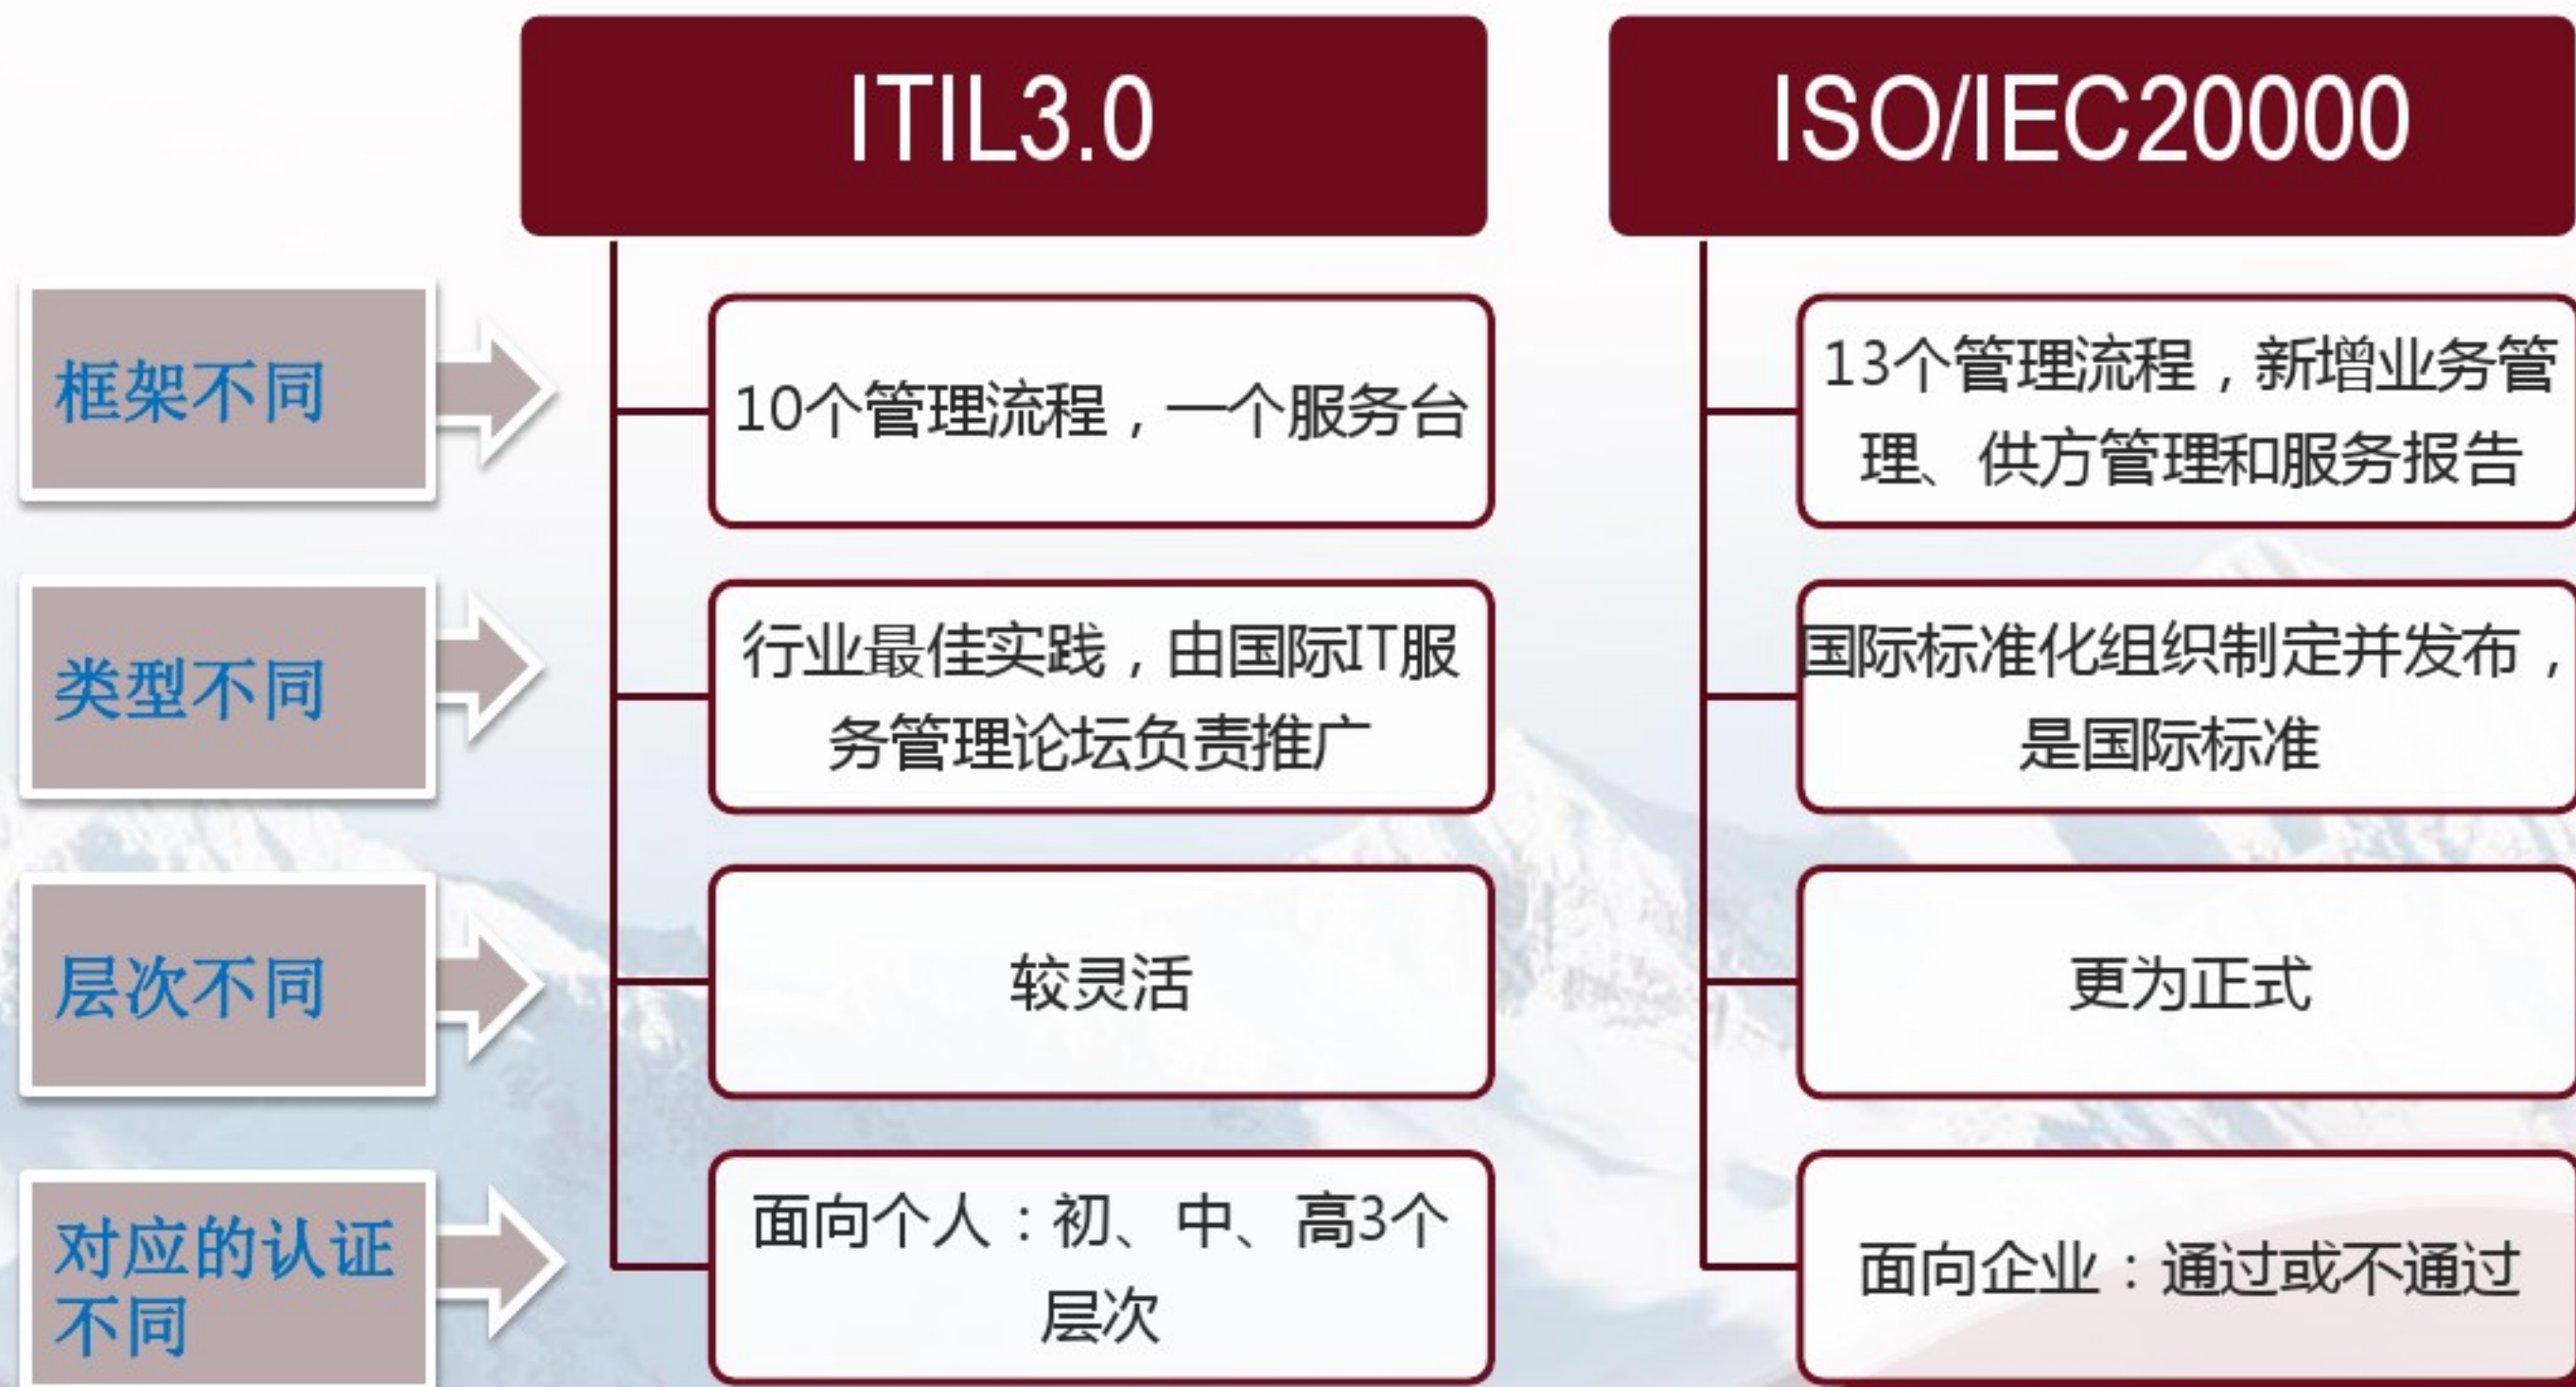 ITIL3.0
ISO/IEC20000
框架不同
10个管理流程，一个服务台
13个管理流程，新增业务管
理、供方管理和服务报告
类型不同
行业最佳实践，由国际IT服
务管理论坛负责推广
国际标准化组织制定并发布，
是国际标准
层次不同
较灵活
更为正式
对应的认证
不同
面向个人：初、中、高3个
层次
面向企业：通过或不通过